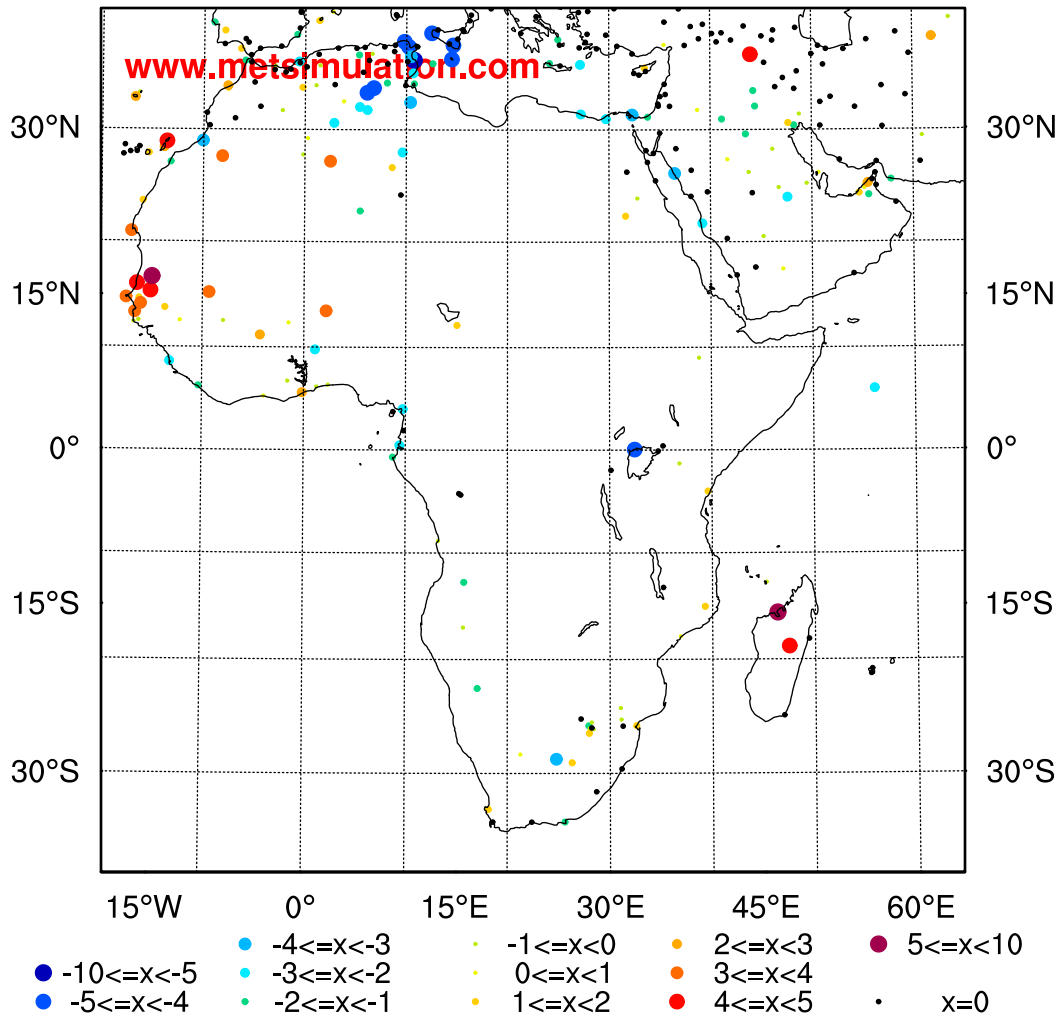 www.metsimulation.com
30°N 30°N
15°N 15°N
0° 0°
15°S 15°S
30°S 30°S
15°W 0° 15°E 30°E 45°E 60°E
-4<=x<-3 -1<=x<0 2<=x<3 5<=x<10
-10<=x<-5 -3<=x<-2 0<=x<1 3<=x<4
-5<=x<-4 -2<=x<-1 1<=x<2 4<=x<5 x=0